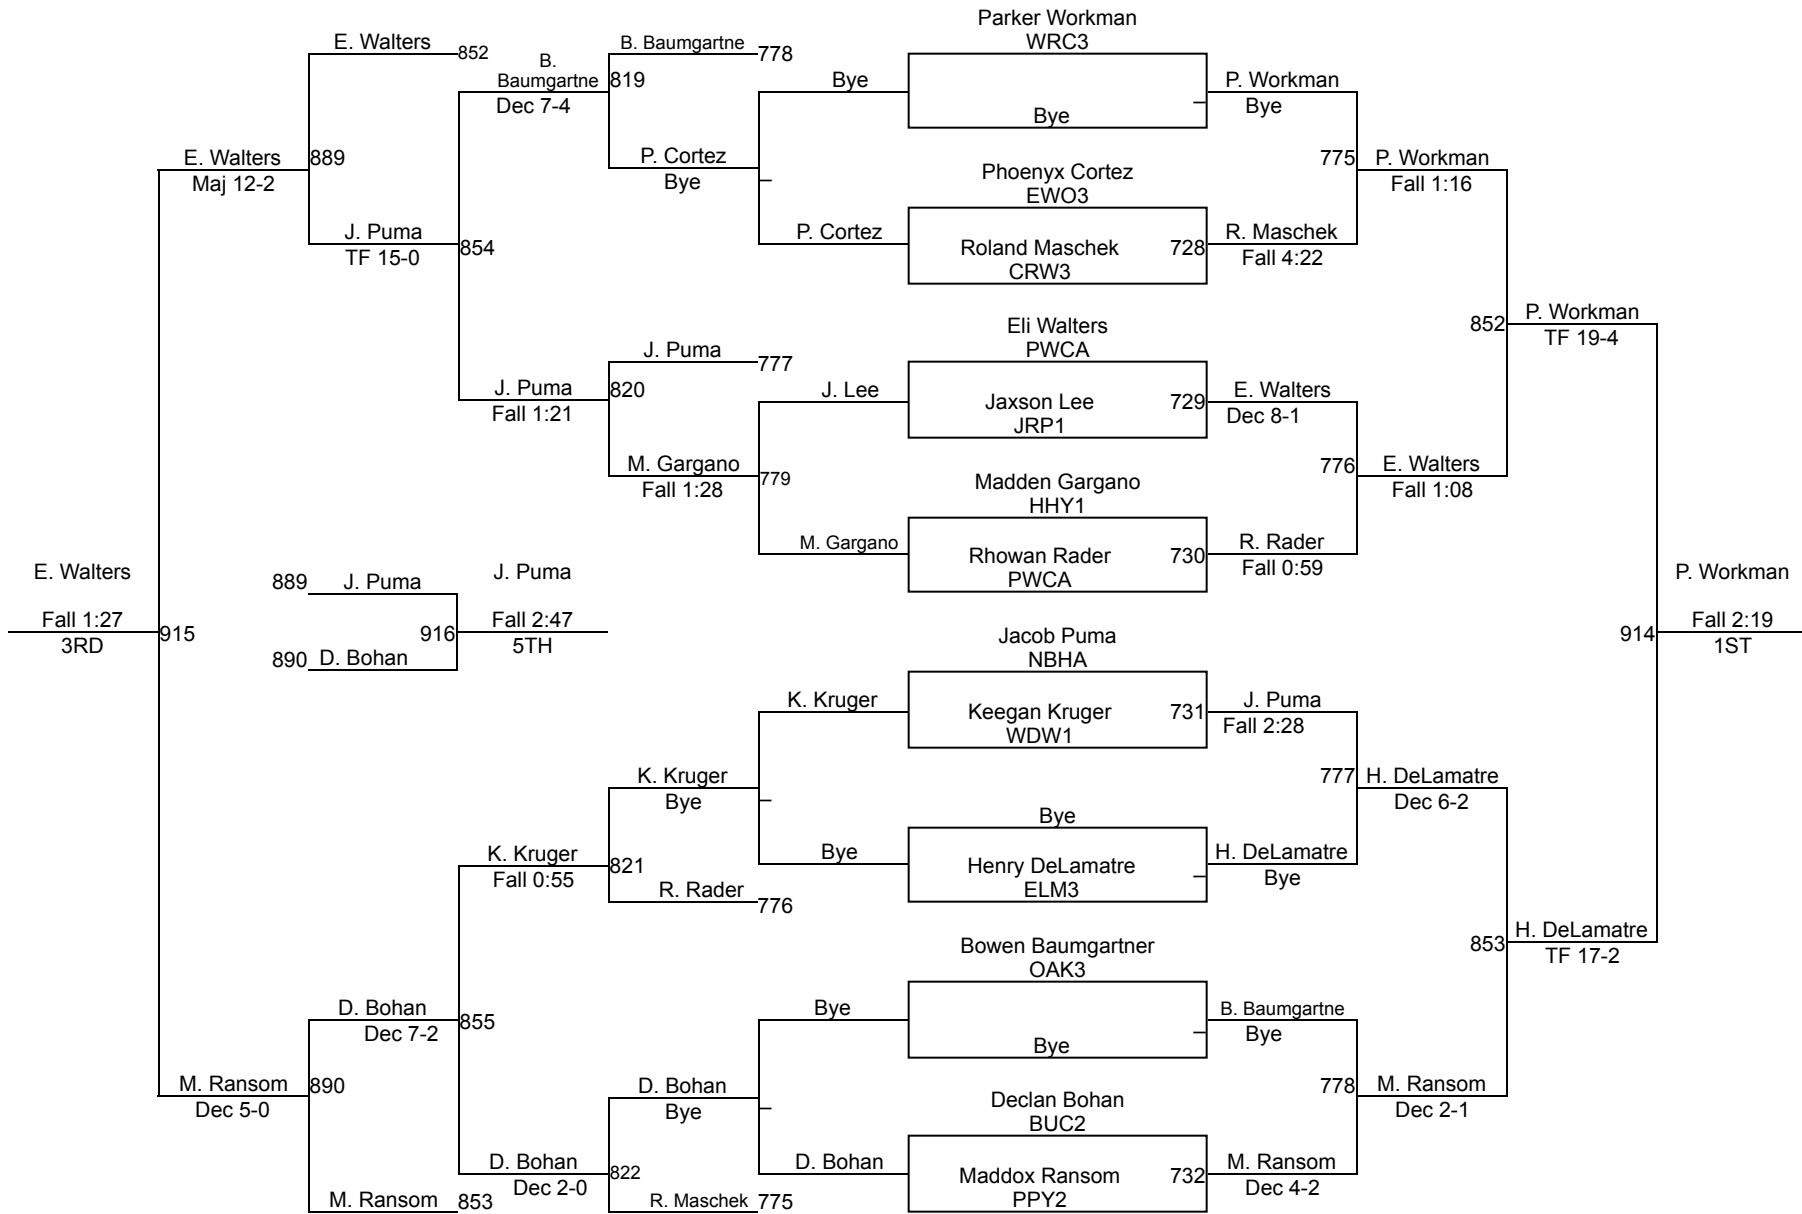 Parker Workman
WRC3
E. Walters
852
B. Baumgartne
778
B.
Baumgartne
819
Dec 7-4
Bye
P. Workman
Bye
Bye
E. Walters
889
Maj 12-2
P. Cortez
Bye
Phoenyx Cortez
EWO3
775
P. Workman
Fall 1:16
J. Puma
854
TF 15-0
P. Cortez
Roland Maschek
728
CRW3
R. Maschek
Fall 4:22
Eli Walters
PWCA
852
P. Workman
TF 19-4
J. Puma
777
J. Puma
820
Fall 1:21
J. Lee
Jaxson Lee
729
JRP1
E. Walters
Dec 8-1
M. Gargano
779
Fall 1:28
Madden Gargano
HHY1
776
E. Walters
Fall 1:08
M. Gargano
Rhowan Rader
730
PWCA
R. Rader
Fall 0:59
E. Walters
Fall 1:27
3RD
915
889
J. Puma
890
D. Bohan
916
J. Puma
Fall 2:47
5TH
914
P. Workman
Fall 2:19
1ST
Jacob Puma
NBHA
K. Kruger
Keegan Kruger
731
WDW1
J. Puma
Fall 2:28
K. Kruger
Bye
777
H. DeLamatre
Dec 6-2
Bye
K. Kruger
821
Fall 0:55
Bye
Henry DeLamatre
ELM3
H. DeLamatre
Bye
R. Rader
776
Bowen Baumgartner
OAK3
853
H. DeLamatre
TF 17-2
D. Bohan
855
Dec 7-2
Bye
B. Baumgartne
Bye
Bye
M. Ransom
890
Dec 5-0
D. Bohan
Bye
Declan Bohan
BUC2
778
M. Ransom
Dec 2-1
D. Bohan
822
Dec 2-0
D. Bohan
Maddox Ransom
732
PPY2
M. Ransom
Dec 4-2
M. Ransom
853
R. Maschek
775